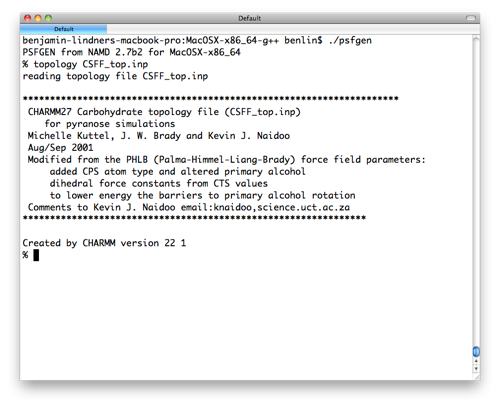 Default
Default
benjamin-lindners-macbook-pro:MacOSX-x86_64-g++ benlin$ ./psfgen
PSFGEN from NAMD 2.7b2 for MacOSX-x86_64
% topology CSFF_top.inp
reading topology file CSFF_top.inp
*********************************************************************
CHARMM27 Carbohydrate topology file (CSFF_top.inp)
for pyranose simulations
Michelle Kuttel, J. W. Brady and Kevin J. Naidoo
Aug/Sep 2001
Modified from the PHLB (Palma-Himmel-Liang-Brady) force field parameters:
added CPS atom type and altered primary alcohol
dihedral force constants from CTS values
to lower energy the barriers to primary alcohol rotation
Comments to Kevin J. Naidoo email:knaidoo,science.uct.ac.za
***************************************************************
Created by CHARMM version 22 1
%